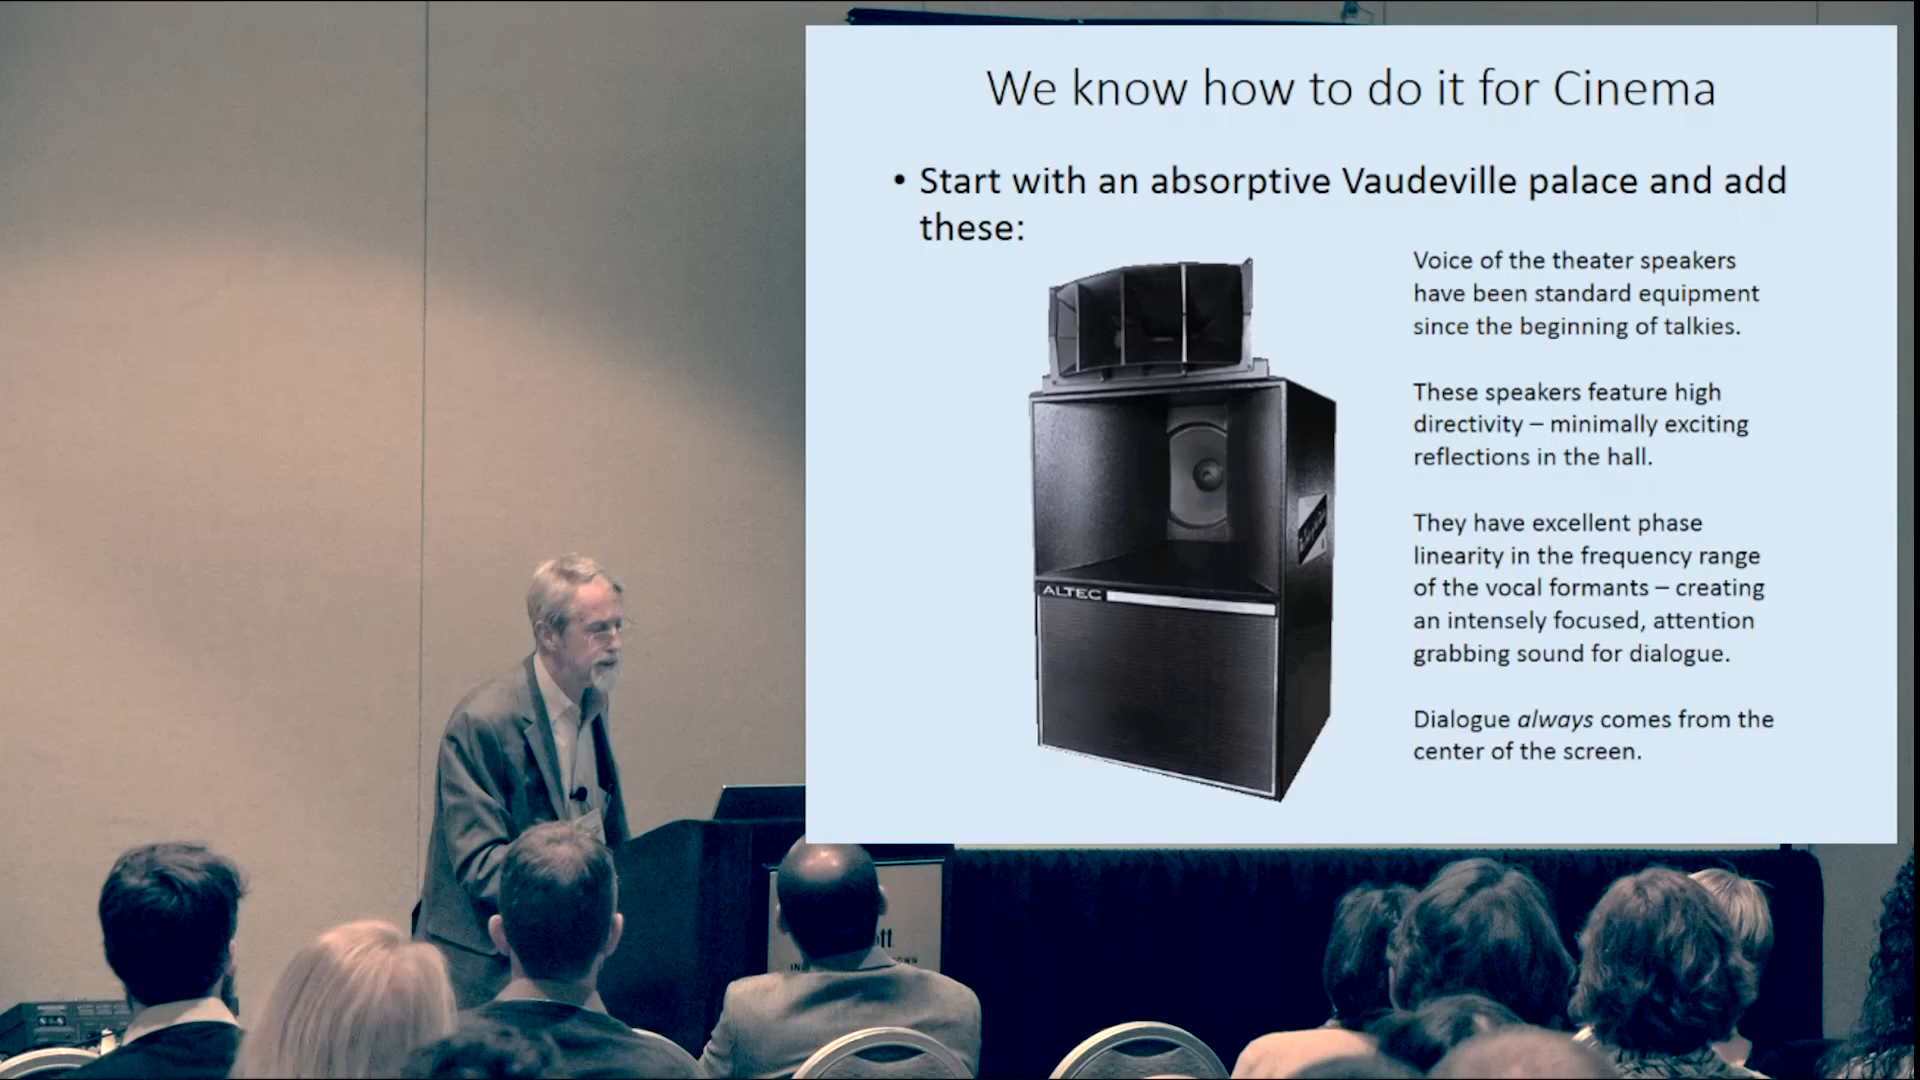 We know how to do it for Cinema
• Start with an absorptive Vaudeville palace and add
these:
Voice of the theater speakers
have been standard equipment
since the beginning of talkies.
These speakers feature high
directivity – minimally exciting
reflections in the hall.
They have excellent phase
linearity in the frequency range
of the vocal formants – creating
an intensely focused, attention
grabbing sound for dialogue.
Dialogue always comes from the
center of the screen.
ALTEC